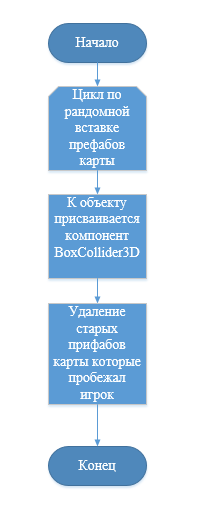 Начало
Цикл по
рандомной
вставке
префабов
карты
К объекту
присваивается
компонент
BoxCollider3D
Удаление
старых
прифабов
карты которые
пробежал
игрок
Конец